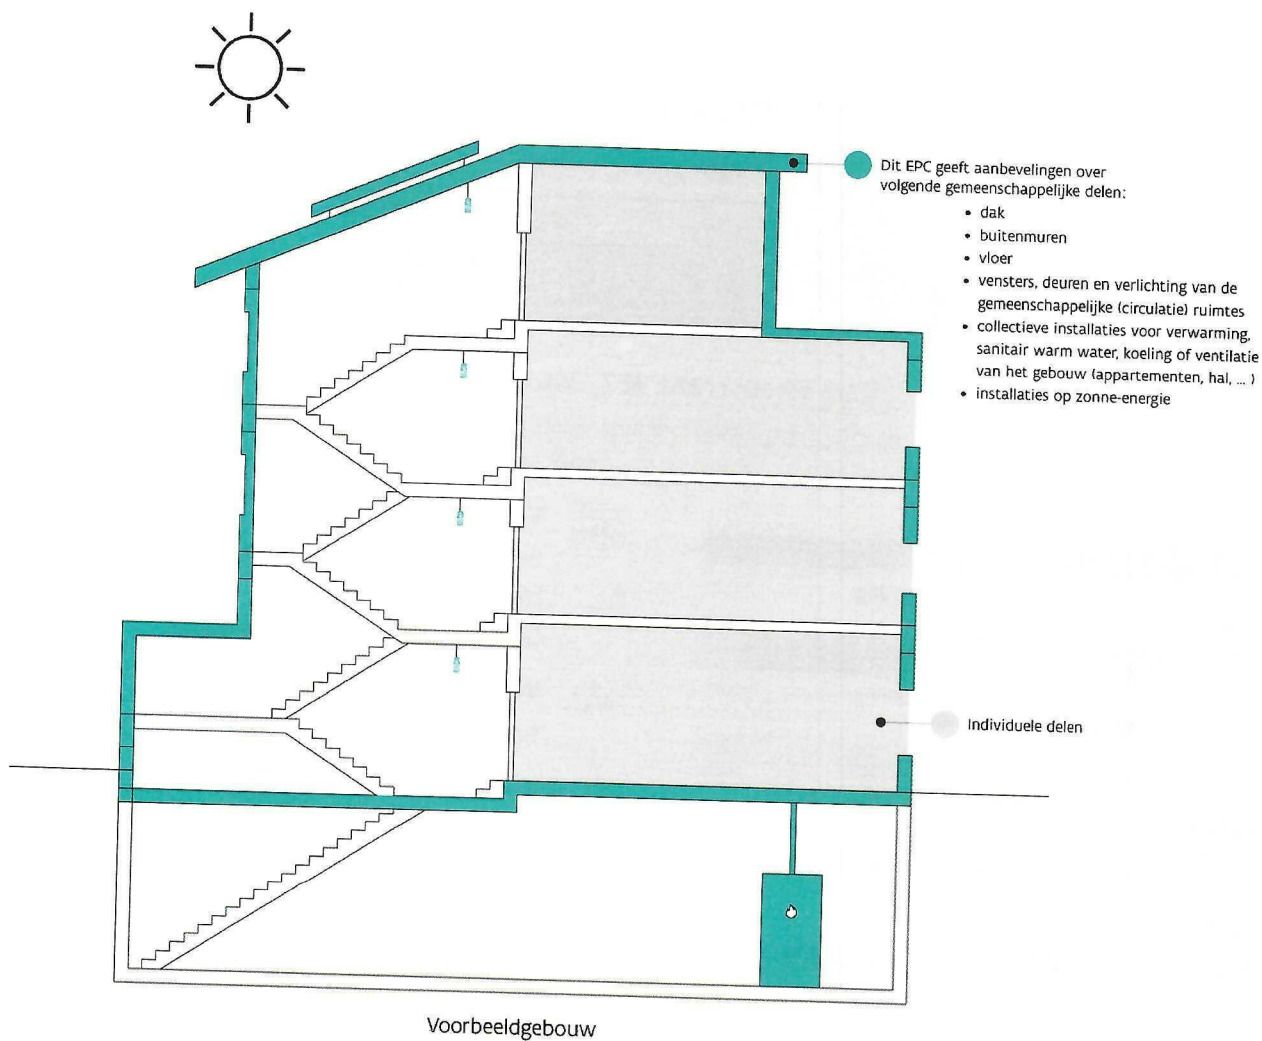 Dit EPC geeft aanbevelingen over
volgende gemeenschappelijke delen:
• dak
• buitenmuren
• vloer
• vensters, deuren en verlichting van de
gemeenschappelijke (circulatie) ruimtes
• collectieve installaties voor verwarming,
sanitair warm water, koeling of ventilatie
van het gebouw (appartementen, hal, ... )
• installaties op zonne-energie
Individuele delen
Voorbeeldgebouw